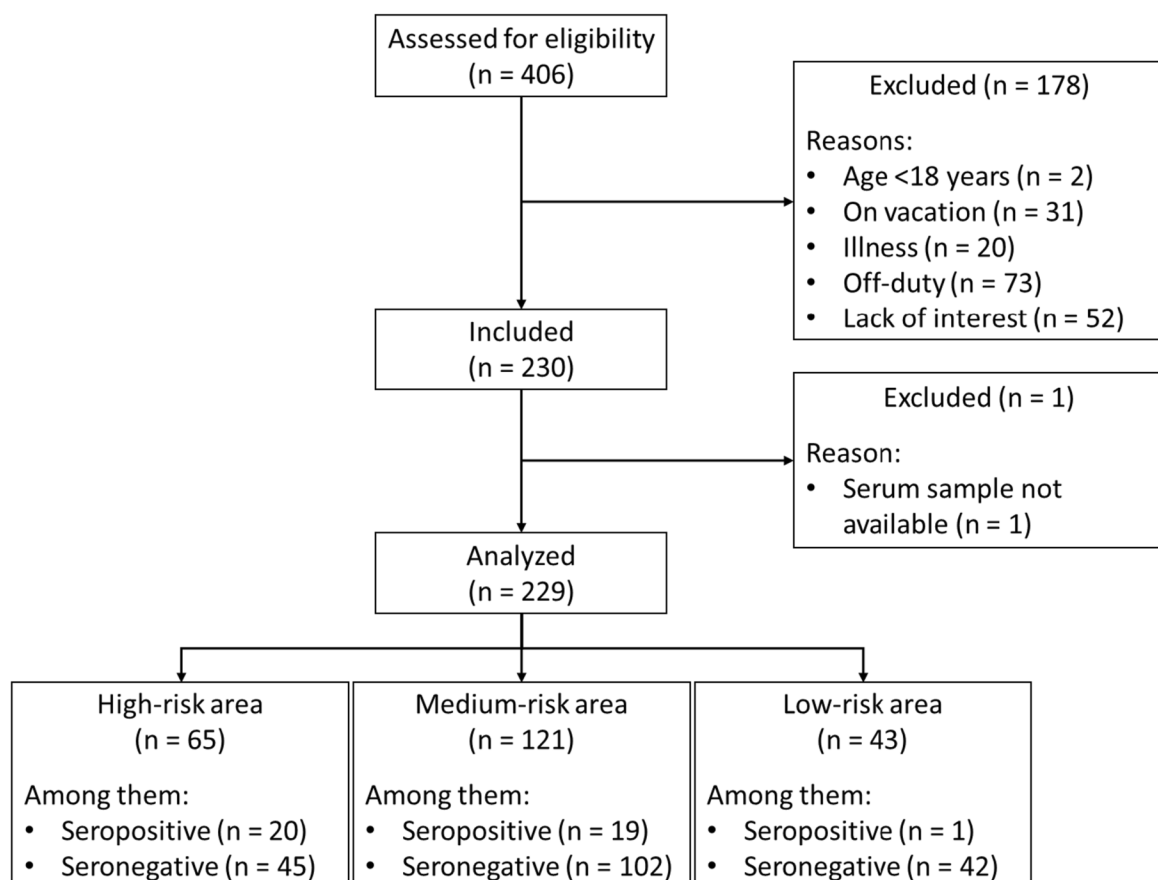 Assessed for eligibility
(n = 406)
Excluded (n = 178)
Reasons:
• Age <18 years (n = 2)
• On vacation (n = 31)
• Illness (n = 20)
• Off-duty (n = 73)
• Lack of interest (n = 52)
Included
(n = 230)
Excluded (n = 1)
Reason:
• Serum sample not
available (n = 1)
Analyzed
(n = 229)
High-risk area
(n = 65)
Among them:
• Seropositive (n = 20)
• Seronegative (n = 45)
Medium-risk area
(n = 121)
Among them:
• Seropositive (n = 19)
• Seronegative (n = 102)
Low-risk area
(n = 43)
Among them:
• Seropositive (n = 1)
• Seronegative (n = 42)